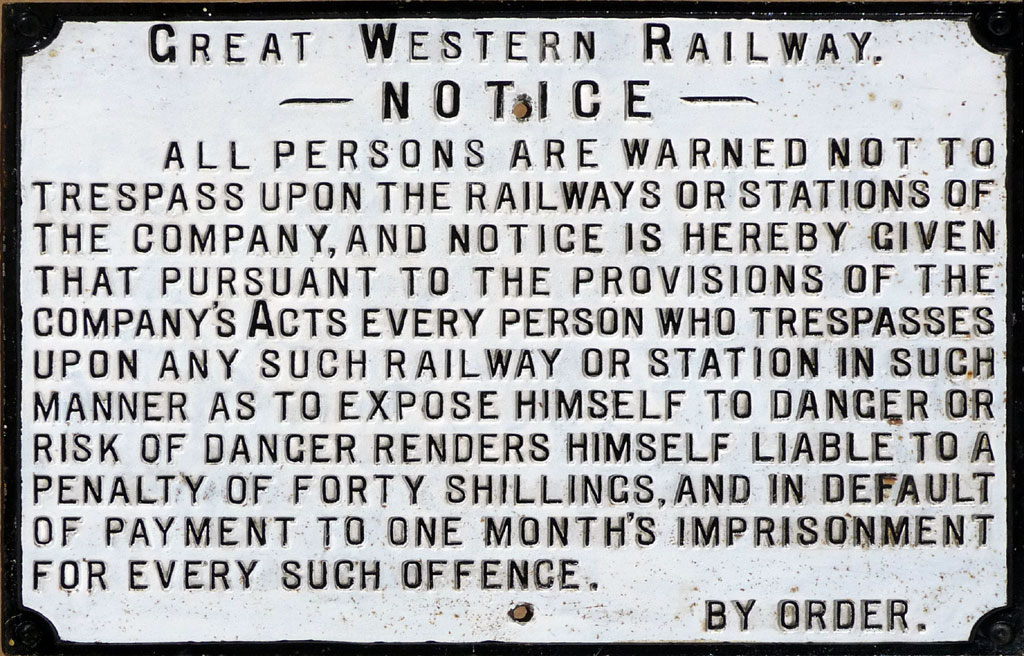 GREAT WESTERN RAILWAY.
— NOTICE —
ALL PERSONS ARE WARNED NOT TO
TRESPASS UPON THE RAILWAYS OR STATIONS OF
THE COMPANY, AND NOTICE IS HEREBY GIVEN
THAT PURSUANT TO THE PROVISIONS OF THE
COMPANY'S ACTS EVERY PERSON WHO TRESPASSES
UPON ANY SUCH RAILWAY OR STATION IN SUCH
MANNER AS TO EXPOSE HIMSELF TO DANGER OR
RISK OF DANGER RENDERS HIMSELF LIABLE TO A
PENALTY OF FORTY SHILLINGS, AND IN DEFAULT
OF PAYMENT TO ONE MONTH'S IMPRISONMENT
FOR EVERY SUCH OFFENCE.
BY ORDER.